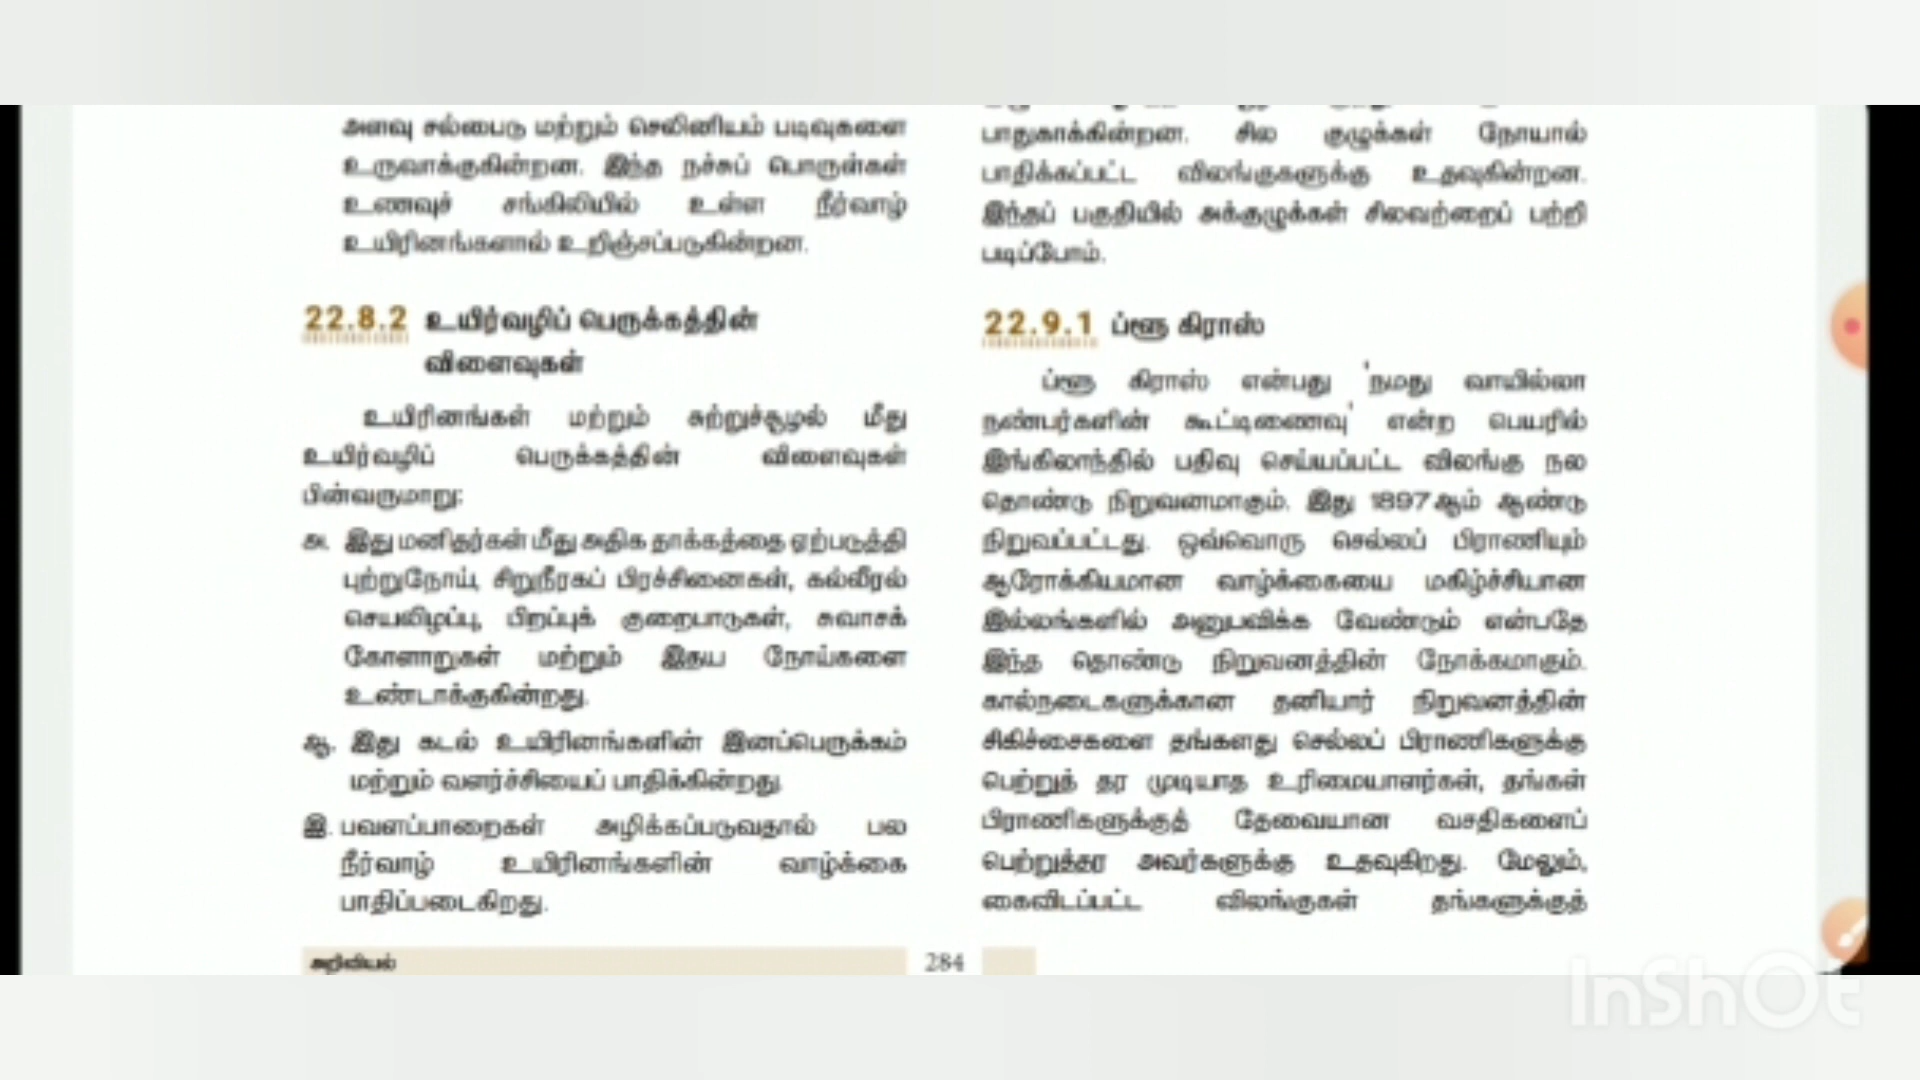 அளவு சல்பைடு மற்றும் செலினியம் படிவுகளை
உருவாக்குகின்றன. இந்த நச்சுப் பொருள்கள்
உணவுச் சங்கிலியில் உள்ள நீர்வாழ்
உயிரினங்களால் உறிஞ்சப்படுகின்றன.
22.8.2 உயிர்வழிப் பெருக்கத்தின்
விளைவுகள்
உயிரினங்கள் மற்றும் சுற்றுச்சூழல் மீது
உயிர்வழிப் பெருக்கத்தின் விளைவுகள்
பின்வருமாறு:
அ. இது மனிதர்கள் மீது அதிக தாக்கத்தை ஏற்படுத்தி
புற்றுநோய், சிறுநீரகப் பிரச்சினைகள், கல்லீரல்
செயலிழப்பு, பிறப்புக் குறைபாடுகள், சுவாசக்
கோளாறுகள் மற்றும் இதய நோய்களை
உண்டாக்குகின்றது.
ஆ. இது கடல் உயிரினங்களின் இனப்பெருக்கம்
மற்றும் வளர்ச்சியைப் பாதிக்கின்றது.
இ. பவளப்பாறைகள் அழிக்கப்படுவதால் பல
நீர்வாழ் உயிரினங்களின் வாழ்க்கை
பாதிப்படைகிறது.
பாதுகாக்கின்றன. சில குழுக்கள் நோயால்
பாதிக்கப்பட்ட விலங்குகளுக்கு உதவுகின்றன.
இந்தப் பகுதியில் அக்குழுக்கள் சிலவற்றைப் பற்றி
படிப்போம்.
22.9.1 ப்ளூ கிராஸ்
ப்ளூ கிராஸ் என்பது 'நமது வாயில்லா
நண்பர்களின் கூட்டிணைவு' என்ற பெயரில்
இங்கிலாந்தில் பதிவு செய்யப்பட்ட விலங்கு நல
தொண்டு நிறுவனமாகும். இது 1897ஆம் ஆண்டு
நிறுவப்பட்டது. ஒவ்வொரு செல்லப் பிராணியும்
ஆரோக்கியமான வாழ்க்கையை மகிழ்ச்சியான
இல்லங்களில் அனுபவிக்க வேண்டும் என்பதே
இந்த தொண்டு நிறுவனத்தின் நோக்கமாகும்.
கால்நடைகளுக்கான தனியார் நிறுவனத்தின்
சிகிச்சைகளை தங்களது செல்லப் பிராணிகளுக்கு
பெற்றுத் தர முடியாத உரிமையாளர்கள், தங்கள்
பிராணிகளுக்குத் தேவையான வசதிகளைப்
பெற்றுத்தர அவர்களுக்கு உதவுகிறது. மேலும்,
கைவிடப்பட்ட விலங்குகள் தங்களுக்குத்
அறிவியல்
284
InShOt